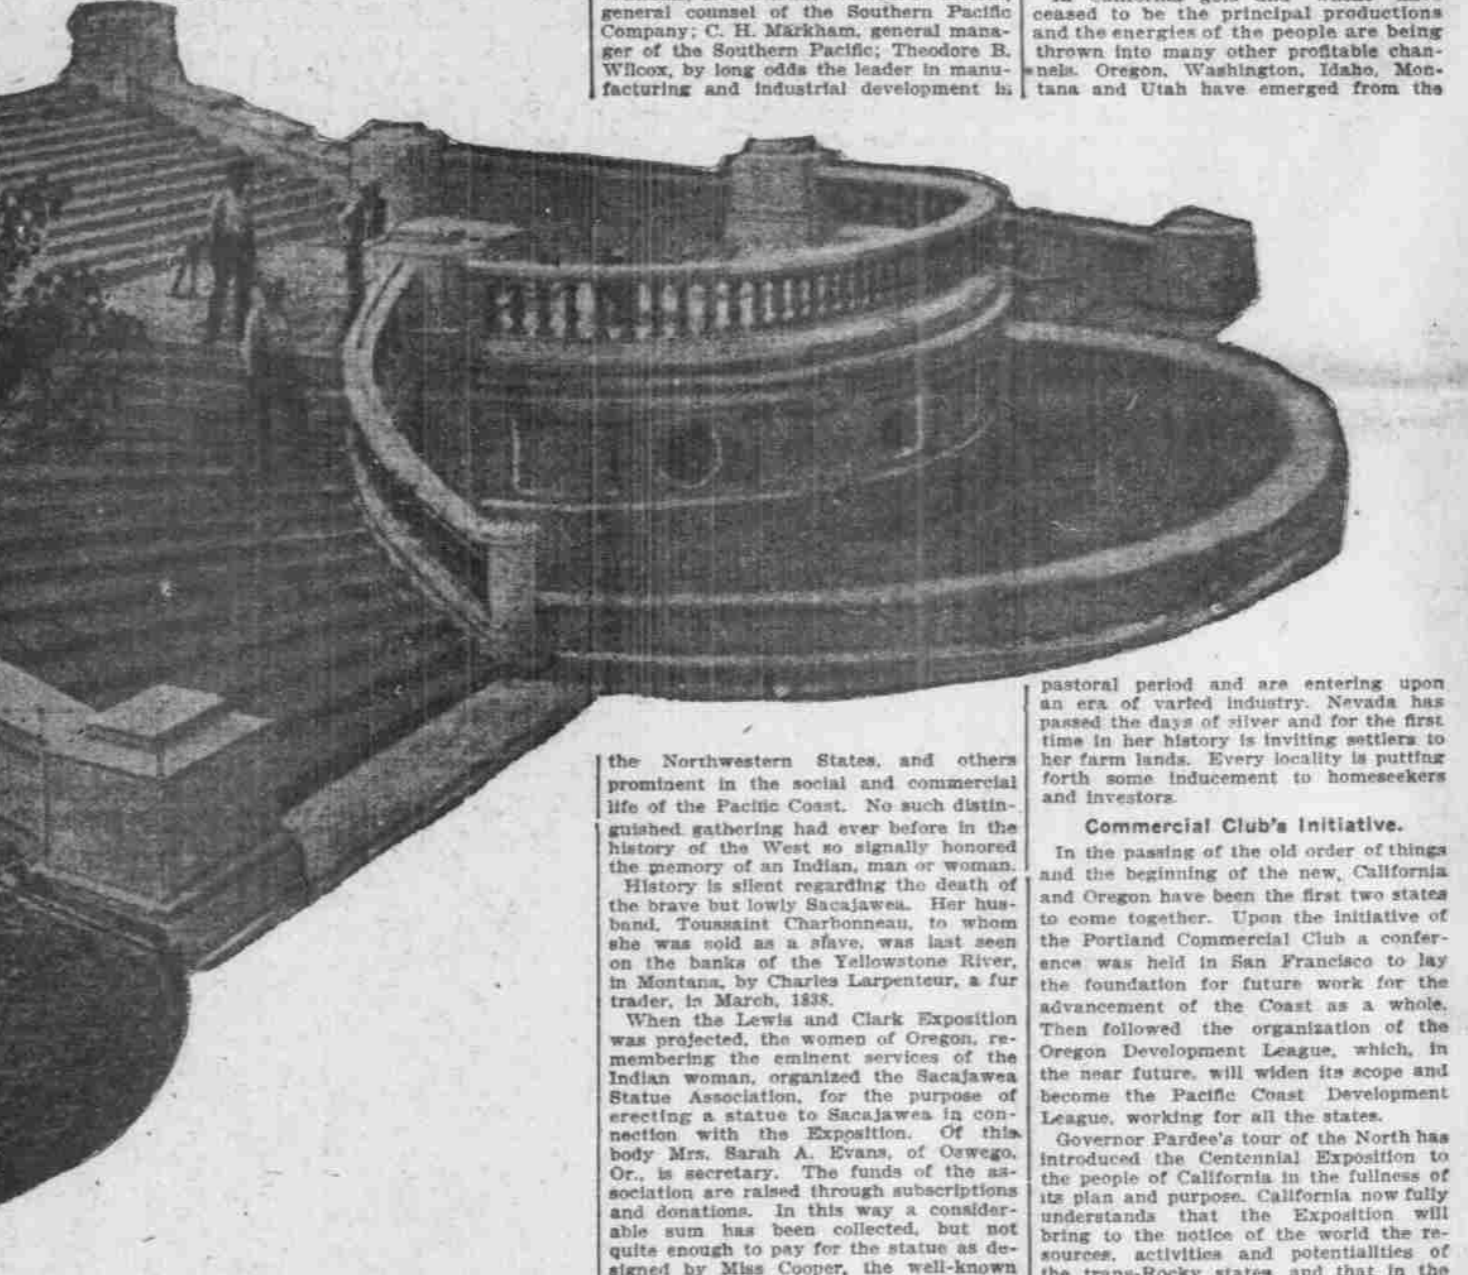 general counsel of the Southern Pacific
Company; C. H. Markham, general mana-
ger of the Southern Pacific; Theodore B.
Wilcox, by long odds the leader in manu-
facturing and industrial development in
the Northwestern States, and others
prominent in the social and commercial
life of the Pacific Coast. No such distin-
guished gathering had ever before in the
history of the West so signally honored
the memory of an Indian, man or woman.
History is silent regarding the death of
the brave but lowly Sacajawea. Her hus-
band, Toussaint Charbonneau, to whom
she was sold as a slave, was last seen
on the banks of the Yellowstone River,
in Montana, by Charles Larpenteur, a fur
trader, in March, 1838.
When the Lewis and Clark Exposition
was projected, the women of Oregon, re-
membering the eminent services of the
Indian woman, organized the Sacajawea
Statue Association, for the purpose of
erecting a statue to Sacajawea in con-
nection with the Exposition. Of this
body Mrs. Sarah A. Evans, of Oswego,
Or., is secretary. The funds of the as-
sociation are raised through subscriptions
and donations. In this way a consider-
able sum has been collected, but not
quite enough to pay for the statue as de-
signed by Miss Cooper, the well-known
ceased to be the principal productions
and the energies of the people are being
thrown into many other profitable chan-
nels. Oregon, Washington, Idaho, Mon-
tana and Utah have emerged from the
pastoral period and are entering upon
an era of varied industry. Nevada has
passed the days of silver and for the first
time in her history is inviting settlers to
her farm lands. Every locality is putting
forth some inducement to homeseekers
and investors.
Commercial Club's Initiative.
In the passing of the old order of things
and the beginning of the new, California
and Oregon have been the first two states
to come together. Upon the initiative of
the Portland Commercial Club a confer-
ence was held in San Francisco to lay
the foundation for future work for the
advancement of the Coast as a whole.
Then followed the organization of the
Oregon Development League, which, in
the near future, will widen its scope and
become the Pacific Coast Development
League, working for all the states.
Governor Pardee's tour of the North has
introduced the Centennial Exposition to
the people of California in the fullness of
its plan and purpose. California now fully
understands that the Exposition will
bring to the notice of the world the re-
sources, activities and potentialities of
the trans-Rocky states, and that in the